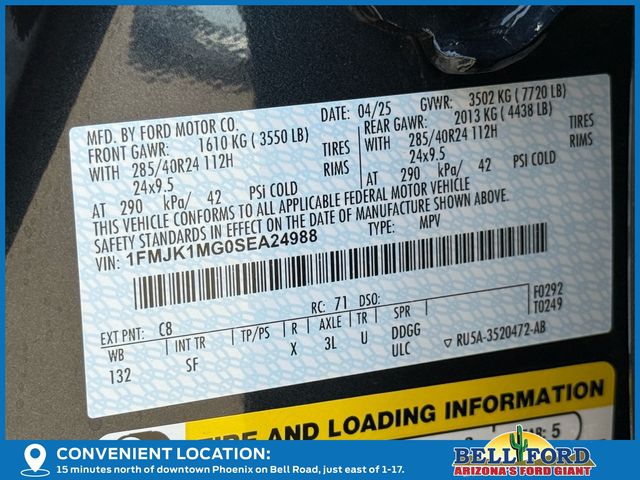 MFD. BY FORD MOTOR CO.
DATE: 04/25 GVWR: 3502 KG ( 7720 LB)
FRONT GAWR: 1610 KG ( 3550 LB) REAR GAWR: 2013 KG ( 4438 LB)
WITH 285/40R24 112H TIRES WITH 285/40R24 112H TIRES
24x9.5 RIMS 24x9.5 RIMS
AT 290 kPa/ 42 PSI COLD AT 290 kPa/ 42 PSI COLD
THIS VEHICLE CONFORMS TO ALL APPLICABLE FEDERAL MOTOR VEHICLE
SAFETY STANDARDS IN EFFECT ON THE DATE OF MANUFACTURE SHOWN ABOVE.
VIN: 1FMJK1MG0SEA24988 TYPE: MPV
F0292
T0249
EXT PNT: C8 RC: 71 DSO:
WB INT TR TP/PS R AXLE TR SPR
132 SF X 3L U DDGG
ULC
RU5A-3520472-AB
AND LOADING INFORMATION
5
CONVENIENT LOCATION:
15 minutes north of downtown Phoenix on Bell Road, just east of 1-17.
BELL FORD
ARIZONA'S FORD GIANT